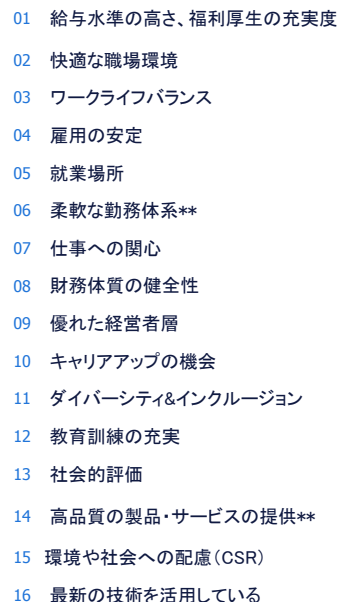 01 給与水準の高さ、福利厚生の充実度
02 快適な職場環境
03 ワークライフバランス
04 雇用の安定
05 就業場所
06 柔軟な勤務体系**
07 仕事への関心
08 財務体質の健全性
09 優れた経営者層
10 キャリアアップの機会
11 ダイバーシティ&インクルージョン
12 教育訓練の充実
13 社会的評価
14 高品質の製品・サービスの提供**
15 環境や社会への配慮（CSR）
16 最新の技術を活用している